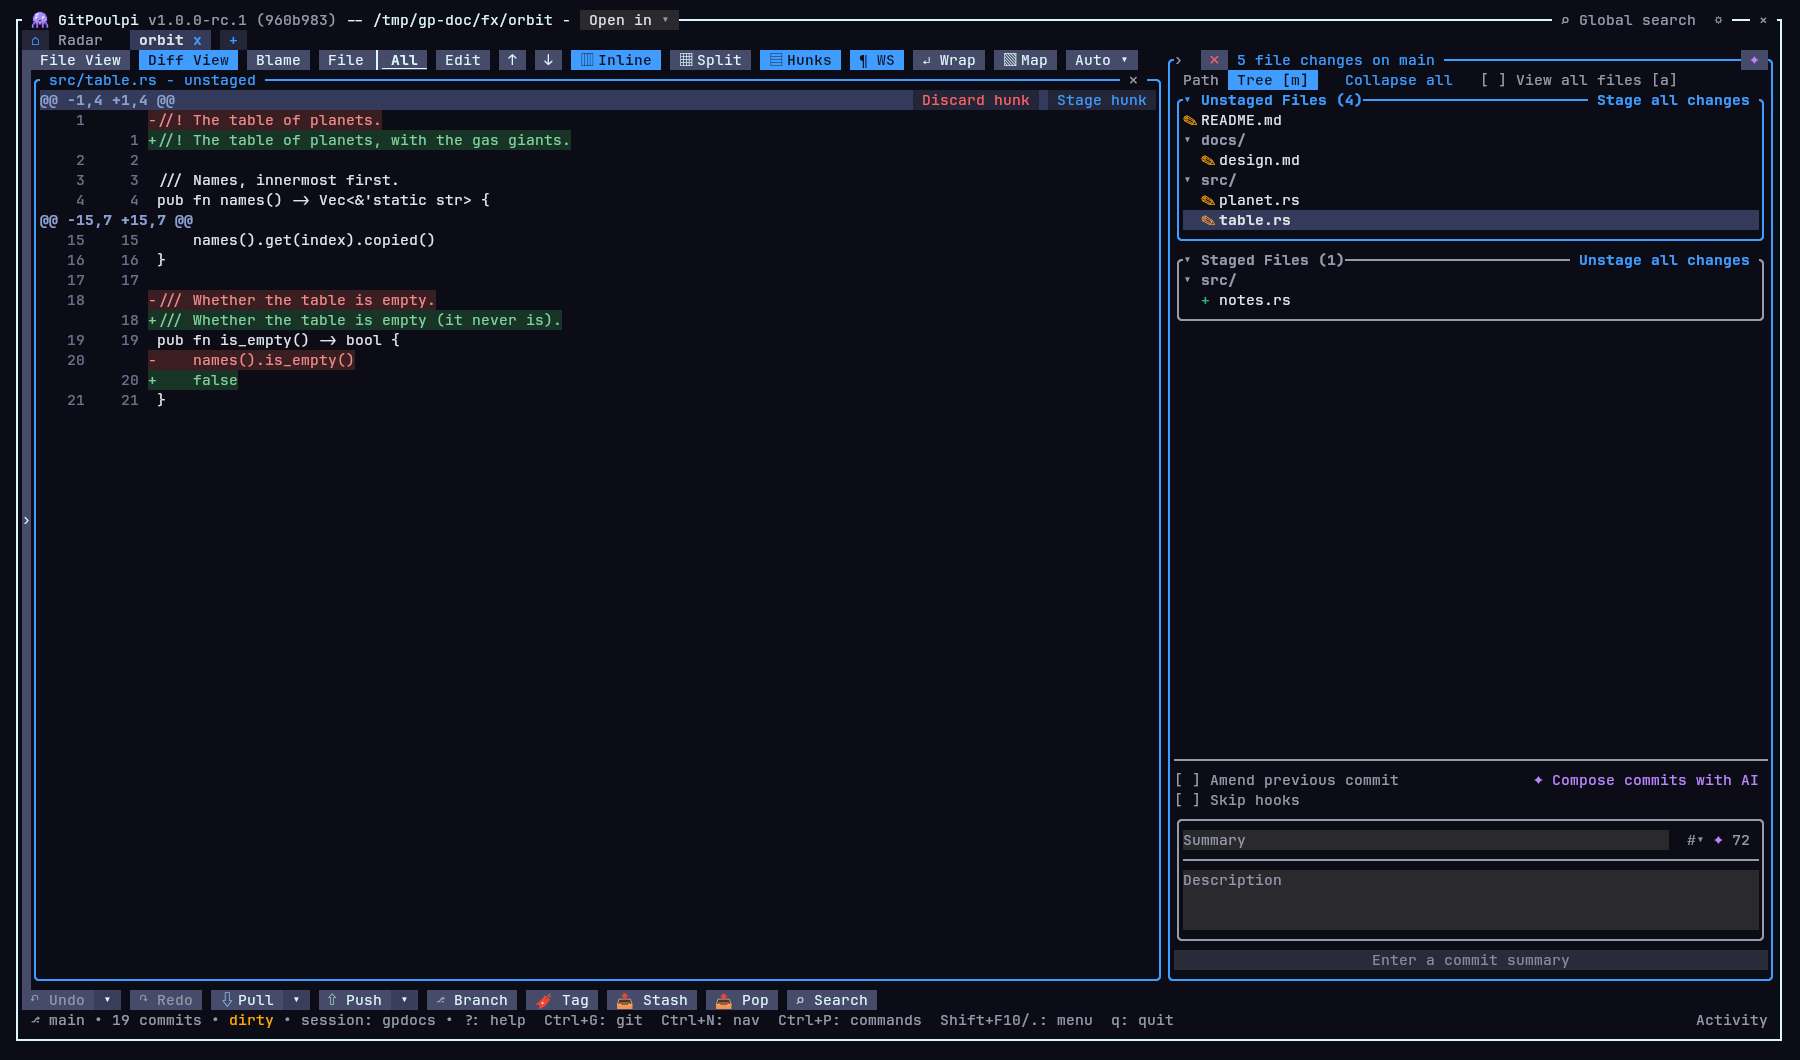 GitPoulpi v1.0.0-rc.1 (960b983) -- /tmp/gp-doc/fx/orbit - Open in ▾ ⌕ Global search ☼ ×
⌂ Radar orbit x +
File View Diff View Blame File All Edit ↑ ↓ Inline Split Hunks ¶ WS ↲ Wrap Map Auto ▾
src/table.rs - unstaged ×
@@ -1,4 +1,4 @@ Discard hunk Stage hunk
1 -//! The table of planets.
1 +//! The table of planets, with the gas giants.
2 2
3 3 /// Names, innermost first.
4 4 pub fn names() -> Vec<&'static str> {
@@ -15,7 +15,7 @@
15 15 names().get(index).copied()
16 16 }
17 17
18 -/// Whether the table is empty.
18 +/// Whether the table is empty (it never is).
19 19 pub fn is_empty() -> bool {
20 - names().is_empty()
20 + false
21 21 }
›
› ✕ 5 file changes on main ✦
Path Tree [m] Collapse all [ ] View all files [a]
▾ Unstaged Files (4) Stage all changes
README.md
▾ docs/
design.md
▾ src/
planet.rs
table.rs
▾ Staged Files (1) Unstage all changes
▾ src/
+ notes.rs
[ ] Amend previous commit ✦ Compose commits with AI
[ ] Skip hooks
Summary #▾ ✦ 72
Description
Enter a commit summary
Undo ▾ Redo Pull ▾ Push ▾ Branch Tag Stash Pop ⌕ Search
main • 19 commits • dirty • session: gpdocs • ?: help Ctrl+G: git Ctrl+N: nav Ctrl+P: commands Shift+F10/.: menu q: quit Activity